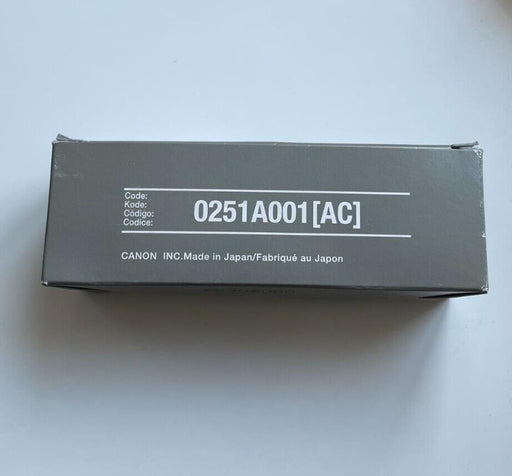 Code:
Kode:
Código:
Codice:
0251A001[AC]
CANON INC.Made in Japan/Fabriqué au Japon